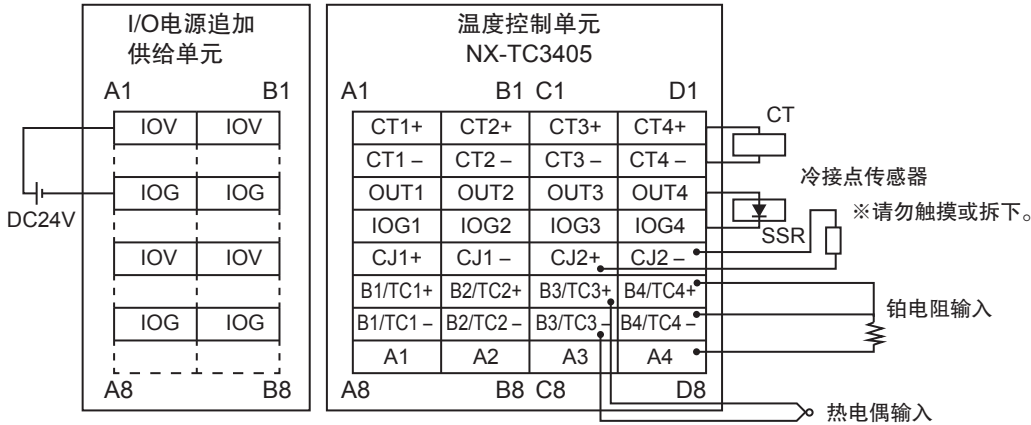 I/O电源追加
供给单元
A1 B1
IOV IOV
IOG IOG
DC24V
IOV IOV
IOG IOG
A8 B8
温度控制单元
NX-TC3405
A1 B1 C1 D1
CT1+ CT2+ CT3+ CT4+
CT1 – CT2 – CT3 – CT4 –
OUT1 OUT2 OUT3 OUT4
IOG1 IOG2 IOG3 IOG4
CJ1+ CJ1 – CJ2+ CJ2 –
B1/TC1+ B2/TC2+ B3/TC3+ B4/TC4+
B1/TC1 – B2/TC2 – B3/TC3 – B4/TC4 –
A1 A2 A3 A4
A8 B8 C8 D8
CT
冷接点传感器
※请勿触摸或拆下。
SSR
铂电阻输入
热电偶输入